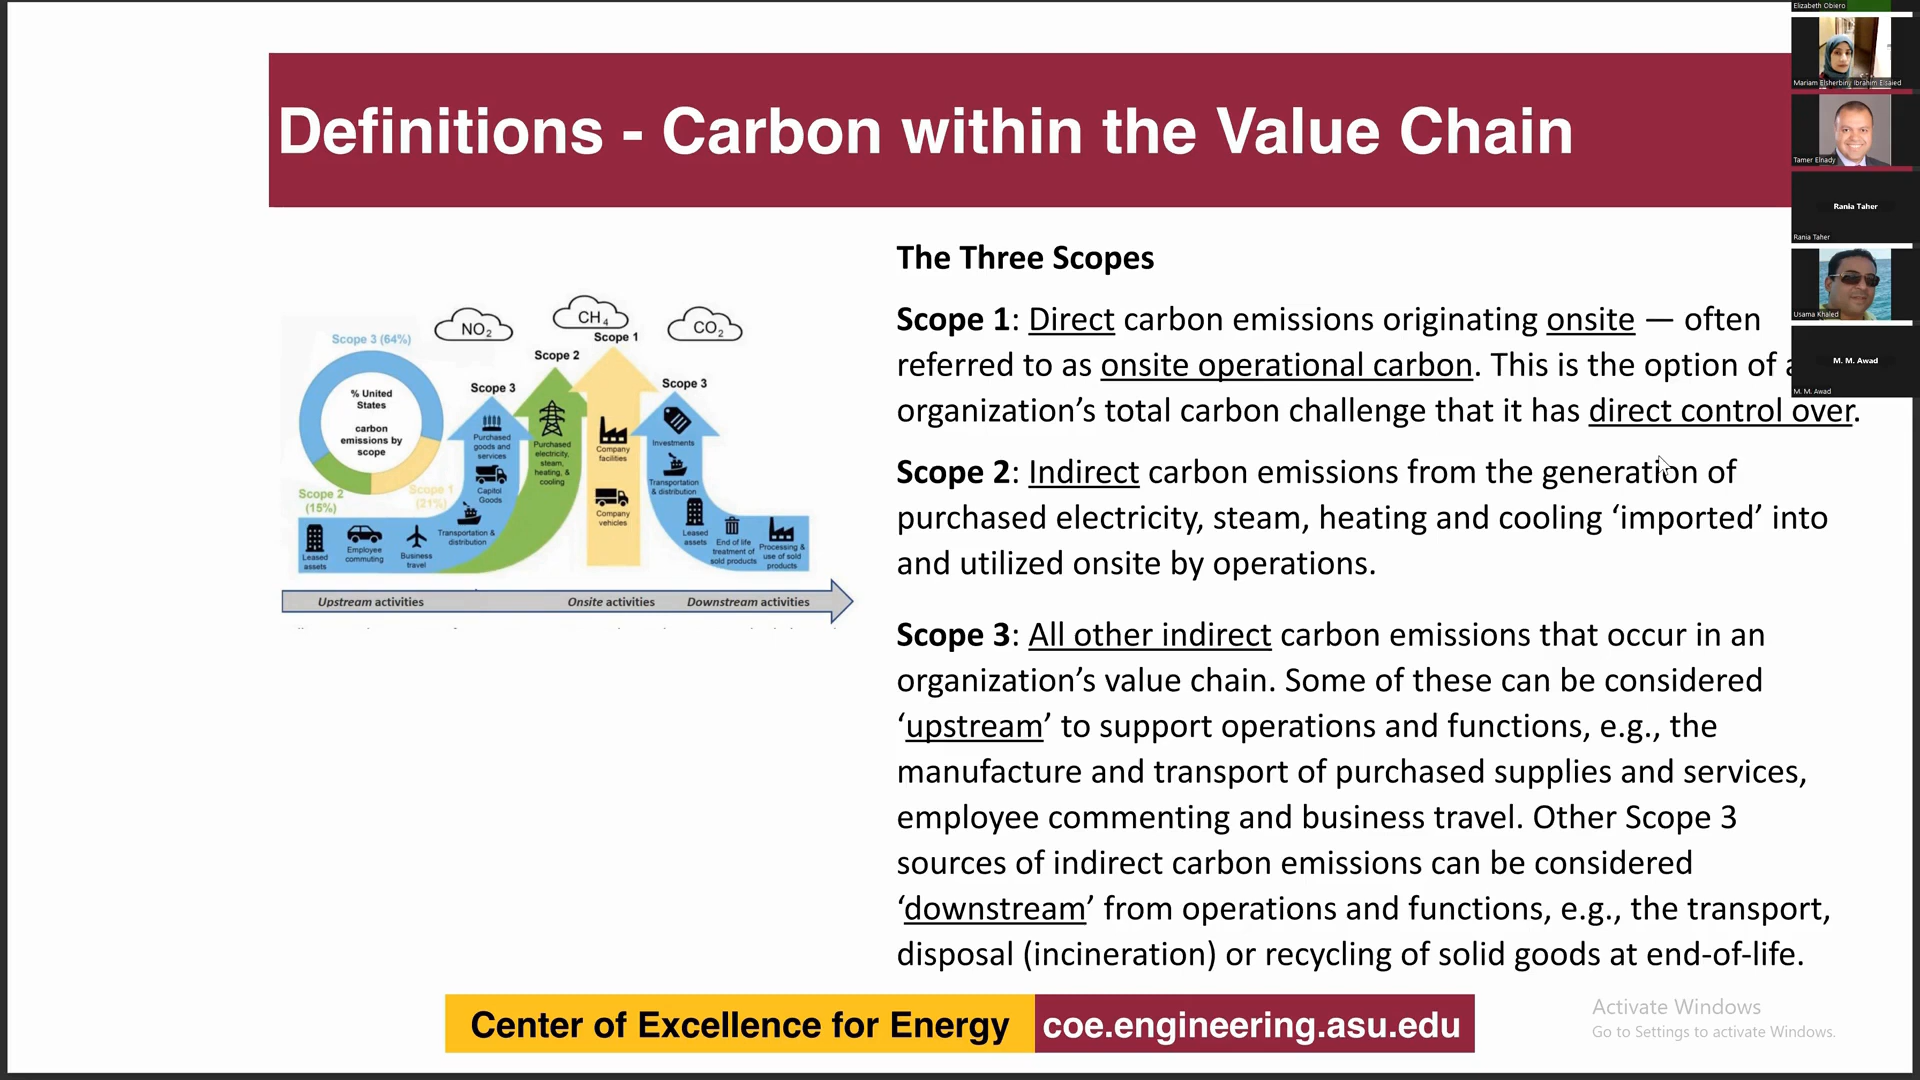 Definitions - Carbon within the Value Chain
The Three Scopes
Scope 1: Direct carbon emissions originating onsite — often
referred to as onsite operational carbon. This is the option of
organization’s total carbon challenge that it has direct control over.
Scope 2: Indirect carbon emissions from the generation of
purchased electricity, steam, heating and cooling ‘imported’ into
and utilized onsite by operations.
Scope 3: All other indirect carbon emissions that occur in an
organization’s value chain. Some of these can be considered
‘upstream’ to support operations and functions, e.g., the
manufacture and transport of purchased supplies and services,
employee commenting and business travel. Other Scope 3
sources of indirect carbon emissions can be considered
‘downstream’ from operations and functions, e.g., the transport,
disposal (incineration) or recycling of solid goods at end-of-life.
NO2
CH4
CO2
Scope 3 (64%)
% United
States
carbon
emissions by
scope
Scope 2
(15%)
Scope 1
(21%)
Scope 3
Purchased
goods and
services
Capitol
Goods
Transportation &
distribution
Business
travel
Employee
commuting
Leased
assets
Scope 2
Purchased
electricity,
steam,
heating, &
cooling
Scope 1
Company
facilities
Company
vehicles
Scope 3
Investments
Transportation
& distribution
Leased
assets
End of life
treatment of
sold products
Processing &
use of sold
products
Upstream activities
Onsite activities
Downstream activities
Center of Excellence for Energy
coe.engineering.asu.edu
Activate Windows
Go to Settings to activate Windows.
Elizabeth Obiero
Mariam Elsherbiny Ibrahim Elsaied
Tamer Elnady
Rania Taher
Rania Taher
Usama Khaled
M. M. Awad
M. M. Awad